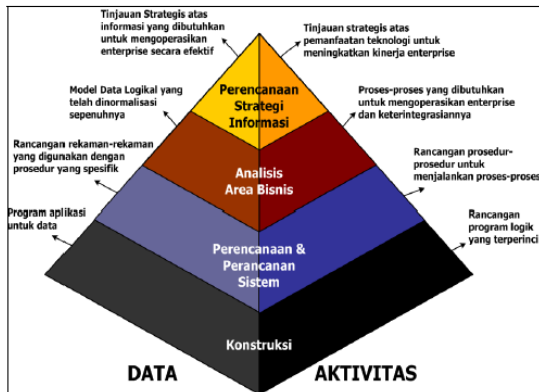 Tinjauan Strategis atas
informasi yang dibutuhkan
untuk mengoperasikan
enterprise secara efektif
Tinjauan strategis atas
pemanfaatan teknologi untuk
meningkatkan kinerja enterprise
Model Data Logikal yang
telah dinormalisasi
sepenuhnya
Perencanaan
Strategi
Informasi
Proses-proses yang dibutuhkan
untuk mengoperasikan enterprise
dan keterintegrasiannya
Rancangan rekaman-rekaman
yang digunakan dengan
prosedur yang spesifik
Analisis
Area Bisnis
Rancangan prosedur-
prosedur untuk
menjalankan proses-proses
Program aplikasi
untuk data
Perencanaan &
Perancanan
Sistem
Rancangan
program logik
yang terperinci
Konstruksi
DATA
AKTIVITAS